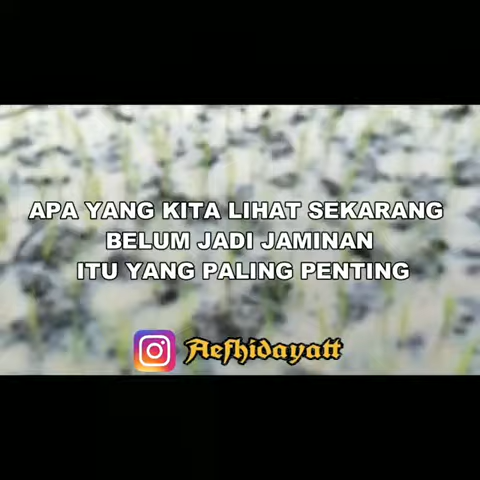 APA YANG KITA LIHAT SEKARANG
BELUM JADI JAMINAN
ITU YANG PALING PENTING
Aefhidayatt